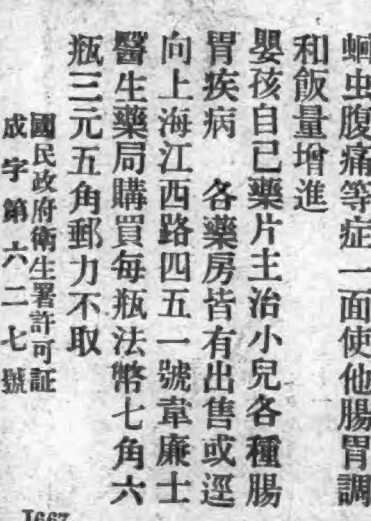 蛔虫腹痛等症一面使他腸胃調
和飯量增進
嬰孩自己藥片主治小兒各種腸
胃疾病　各藥房皆有出售或逕
向上海江西路四五一號韋廉士
醫生藥局購買每瓶法幣七角六
瓶三元五角郵力不取
國民政府衛生署許可証
成字第六二七號
I667